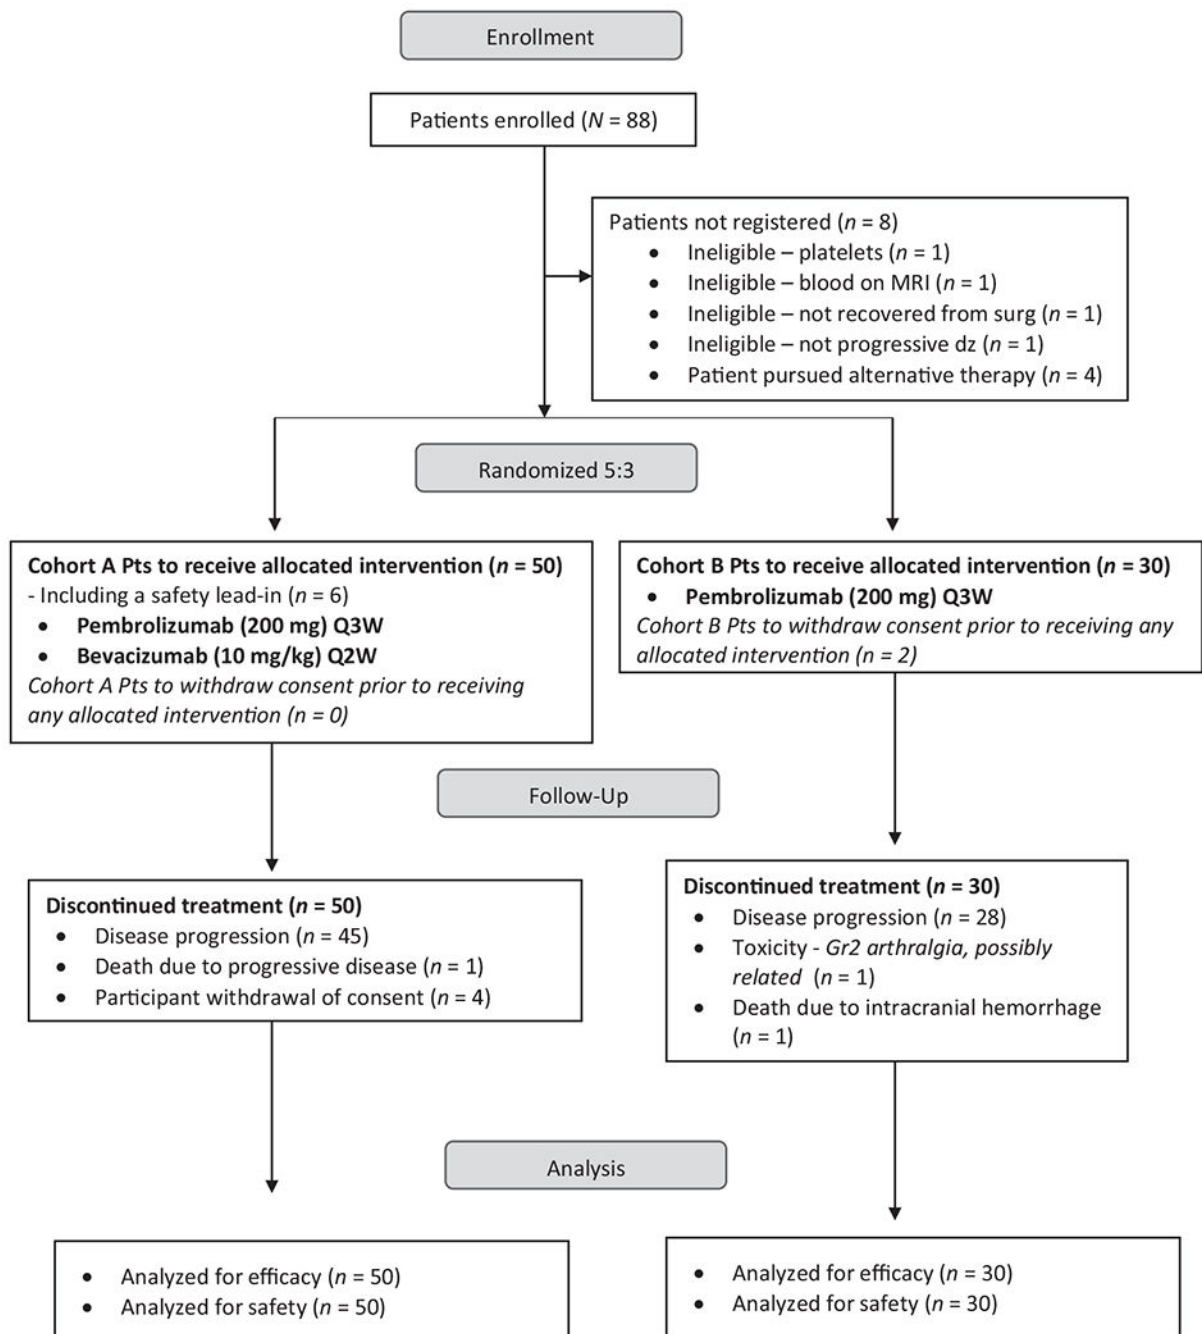 Enrollment
Patients enrolled (N = 88)
Patients not registered (n = 8)
• Ineligible – platelets (n = 1)
• Ineligible – blood on MRI (n = 1)
• Ineligible – not recovered from surg (n = 1)
• Ineligible – not progressive dz (n = 1)
• Patient pursued alternative therapy (n = 4)
Randomized 5:3
Cohort A Pts to receive allocated intervention (n = 50)
- Including a safety lead-in (n = 6)
• Pembrolizumab (200 mg) Q3W
• Bevacizumab (10 mg/kg) Q2W
Cohort A Pts to withdraw consent prior to receiving
any allocated intervention (n = 0)
Cohort B Pts to receive allocated intervention (n = 30)
• Pembrolizumab (200 mg) Q3W
Cohort B Pts to withdraw consent prior to receiving any
allocated intervention (n = 2)
Follow-Up
Discontinued treatment (n = 50)
• Disease progression (n = 45)
• Death due to progressive disease (n = 1)
• Participant withdrawal of consent (n = 4)
Discontinued treatment (n = 30)
• Disease progression (n = 28)
• Toxicity - Gr2 arthralgia, possibly
related (n = 1)
• Death due to intracranial hemorrhage
(n = 1)
Analysis
• Analyzed for efficacy (n = 50)
• Analyzed for safety (n = 50)
• Analyzed for efficacy (n = 30)
• Analyzed for safety (n = 30)